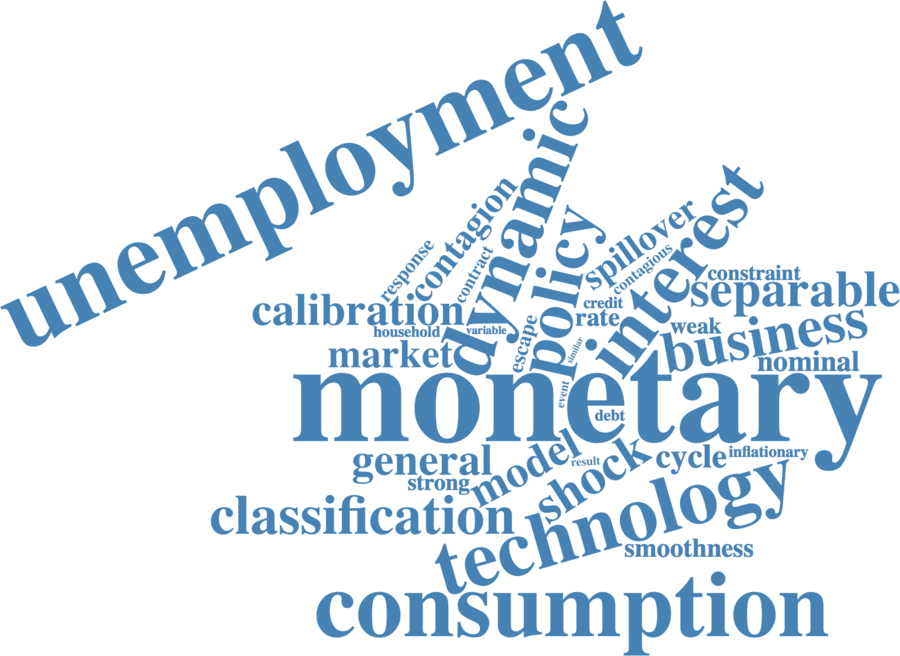 unemployment
dynamic
contagion
policy
interest
spillover
response
contract
contagious
constraint
separable
calibration
credit
household
variable
rate
escape
weak
business
market
similar
nominal
monetary
event
debt
general
model
shock
cycle
inflationary
result
strong
technology
classification
smoothness
consumption